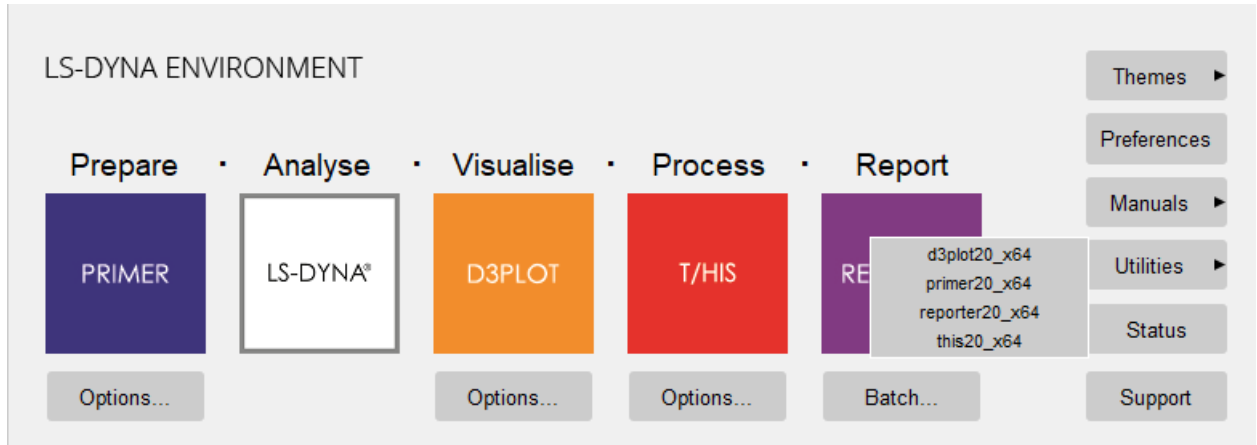 LS-DYNA ENVIRONMENT
Themes
Preferences
Prepare · Analyse · Visualise · Process · Report
Manuals
PRIMER
LS-DYNA®
D3PLOT
T/HIS
RE
d3plot20_x64
primer20_x64
reporter20_x64
this20_x64
Utilities
Status
Options...
Options...
Options...
Batch...
Support